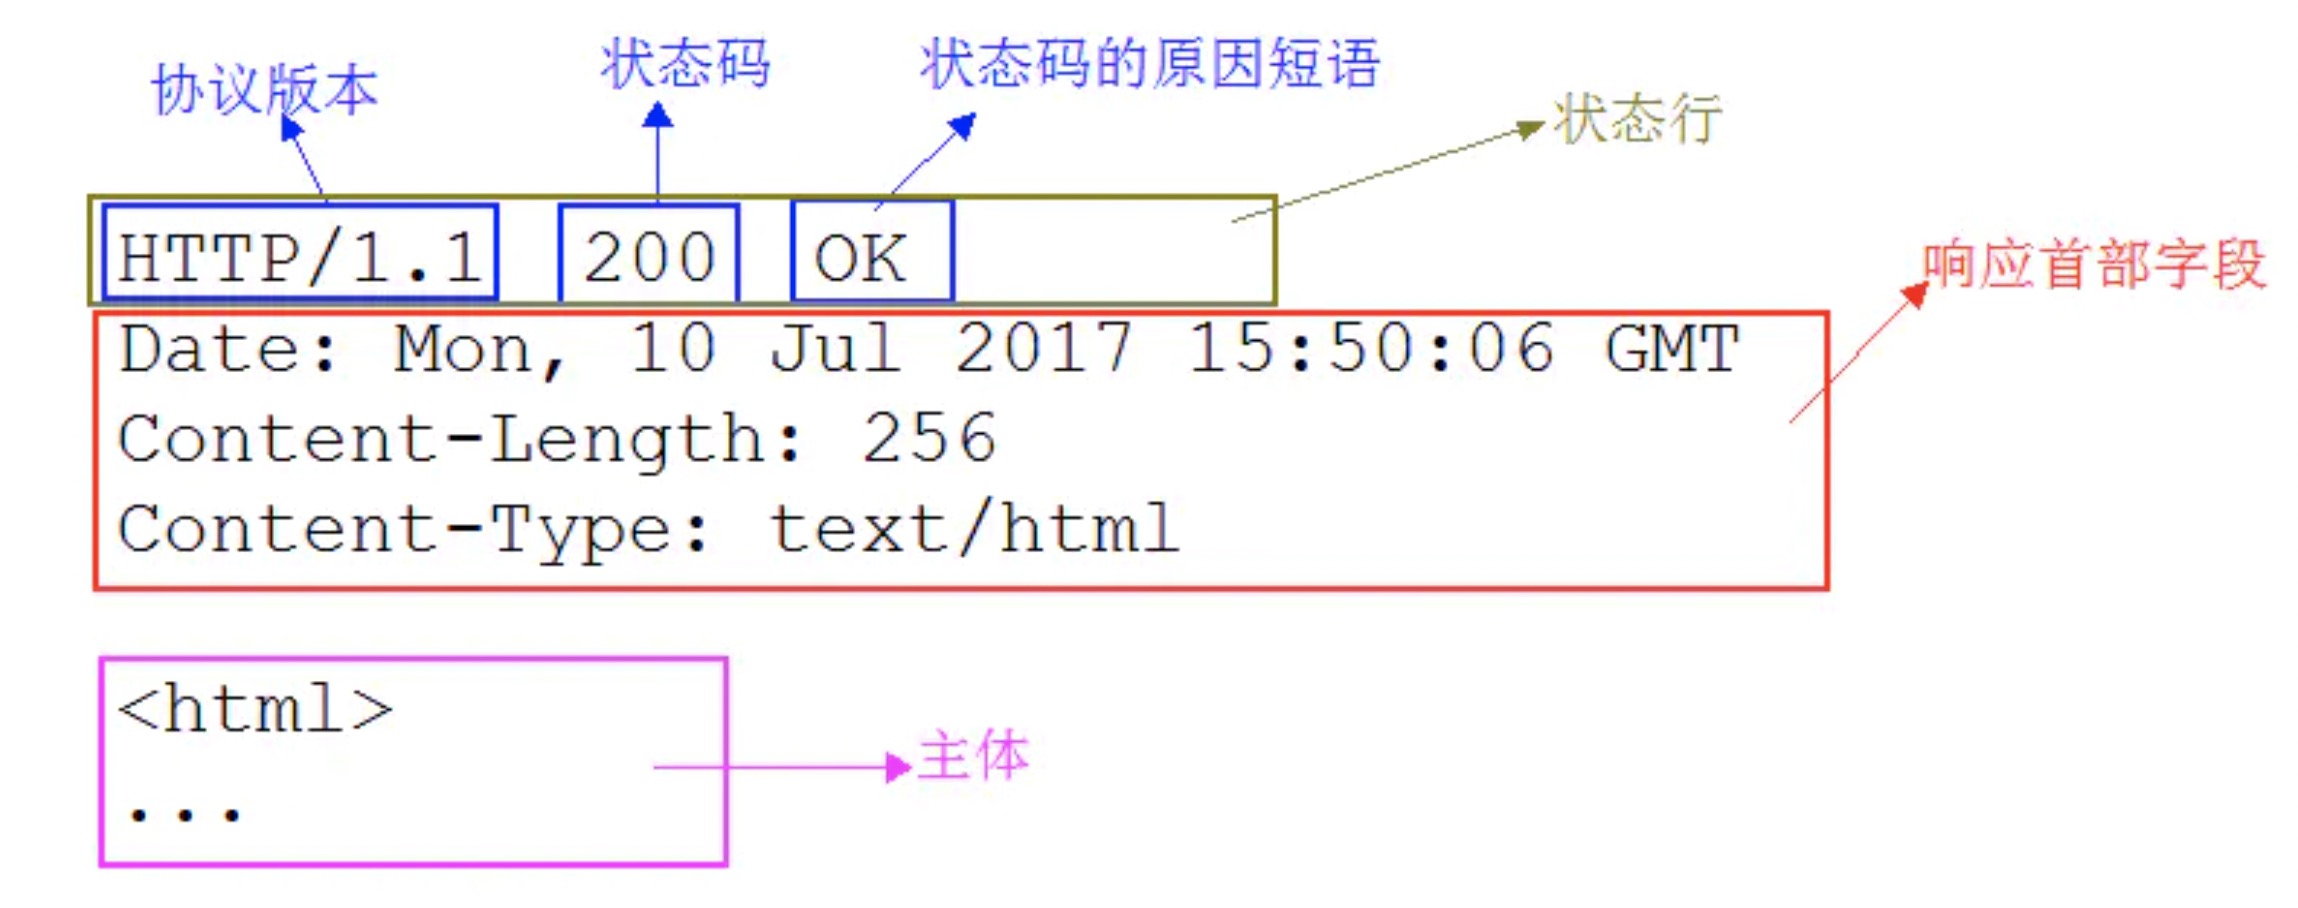 协议版本
状态码
状态码的原因短语
状态行
HTTP/1.1 200 OK
响应首部字段
Date: Mon, 10 Jul 2017 15:50:06 GMT
Content-Length: 256
Content-Type: text/html
<html>
主体
...